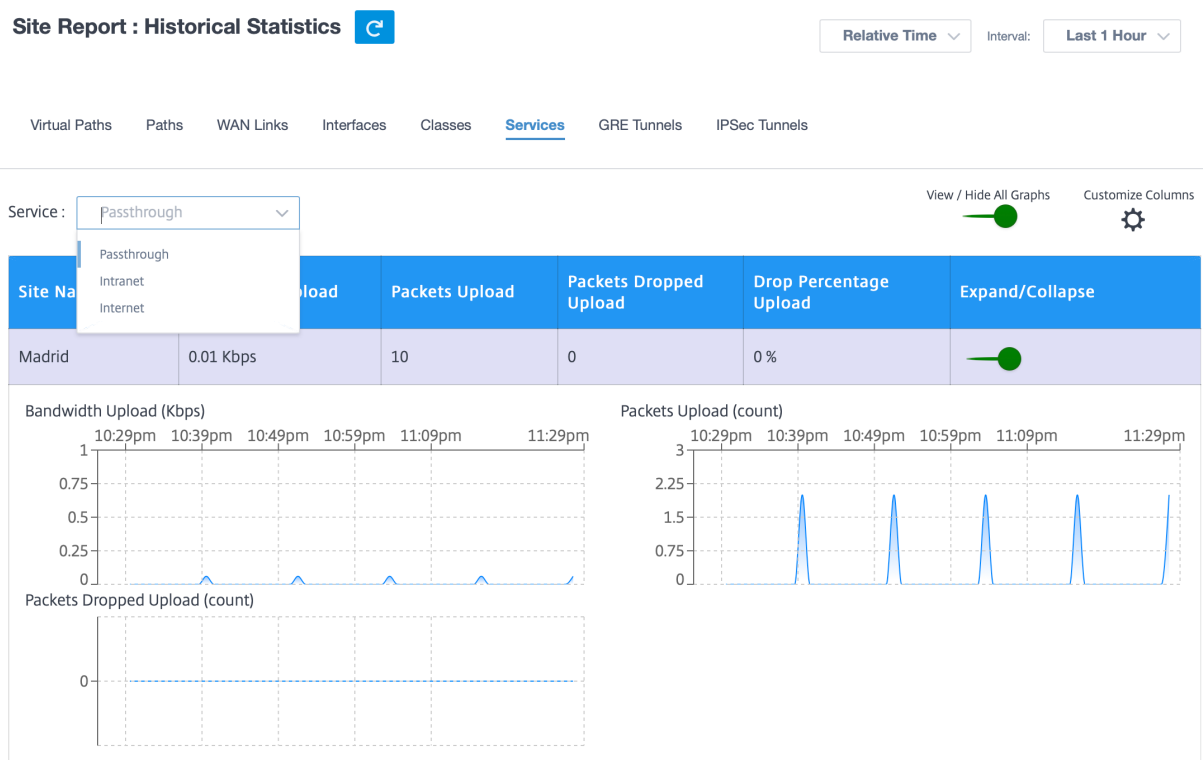 Site Report : Historical Statistics
Relative Time
Interval:
Last 1 Hour
Virtual Paths
Paths
WAN Links
Interfaces
Classes
Services
GRE Tunnels
IPSec Tunnels
Service :
Passthrough
View / Hide All Graphs
Customize Columns
Passthrough
Intranet
Internet
Site Na
load
Packets Upload
Packets Dropped
Upload
Drop Percentage
Upload
Expand/Collapse
Madrid
0.01 Kbps
10
0
0 %
Bandwidth Upload (Kbps)
10:29pm 10:39pm 10:49pm 10:59pm 11:09pm 11:29pm
1
0.75
0.5
0.25
0
Packets Upload (count)
10:29pm 10:39pm 10:49pm 10:59pm 11:09pm 11:29pm
3
2.25
1.5
0.75
0
Packets Dropped Upload (count)
0